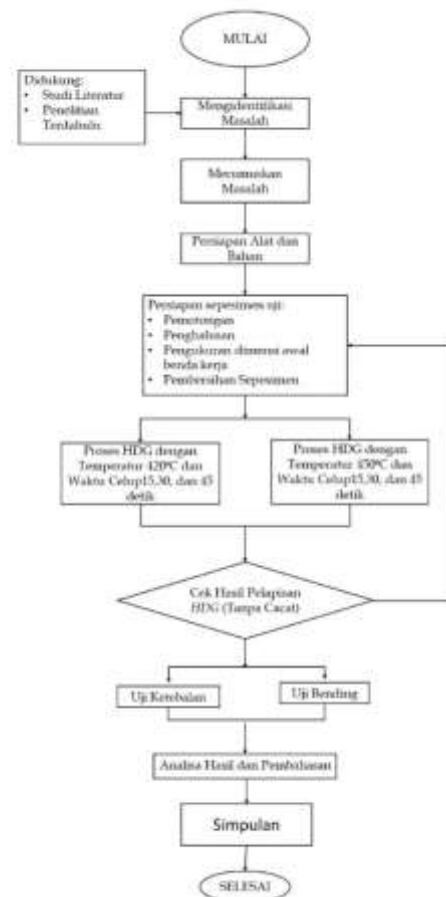 MULAI
Didukung:
• Studi Literatur
• Penelitian
Terdahulu
Mengidentifikasi
Masalah
Merumuskan
Masalah
Persiapan Alat dan
Bahan
Persiapan sepesimen uji:
• Pemotongan
• Penghalusan
• Pengukuran dimensi awal
benda kerja
• Pembersihan Sepesimen
Proses HDG dengan
Temperatur 420°C dan
Waktu Celup15,30, dan 45
detik
Proses HDG dengan
Temperatur 450°C dan
Waktu Celup15,30, dan 45
detik
Cek Hasil Pelapisan
HDG (Tanpa Cacat)
Uji Ketebalan
Uji Bending
Analisa Hasil dan Pembahasan
Simpulan
SELESAI